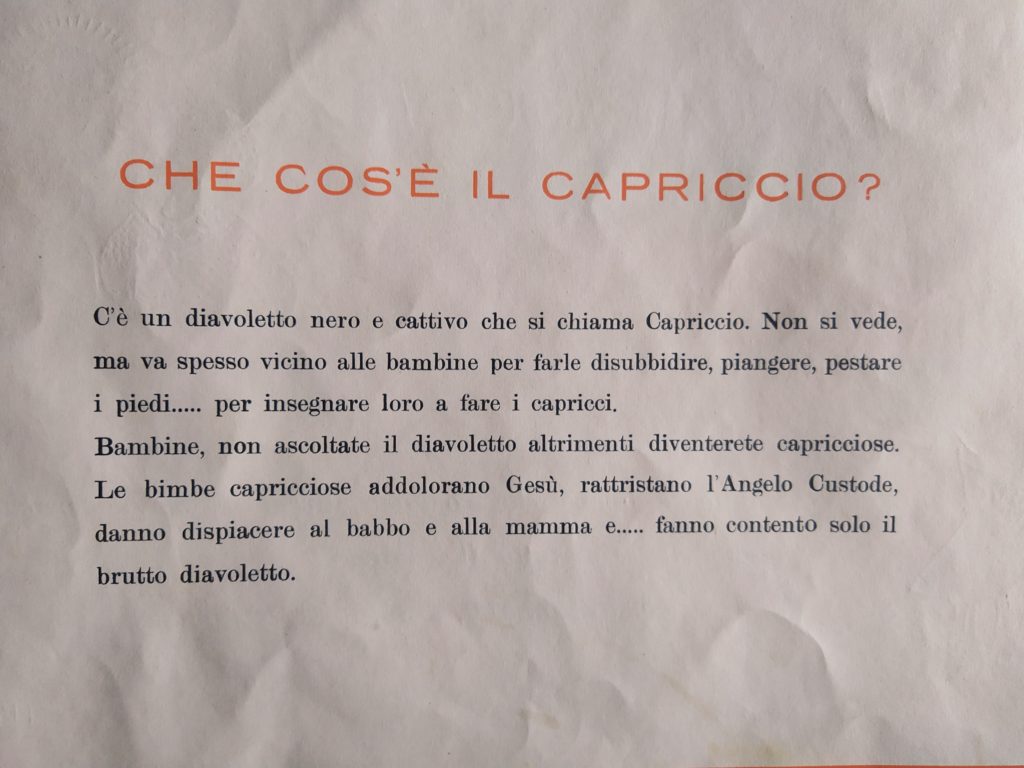 CHE COS'È IL CAPRICCIO?
C'è un diavoletto nero e cattivo che si chiama Capriccio. Non si vede,
ma va spesso vicino alle bambine per farle disubbidire, piangere, pestare
i piedi..... per insegnare loro a fare i capricci.
Bambine, non ascoltate il diavoletto altrimenti diventerete capricciose.
Le bimbe capricciose addolorano Gesù, rattristano l'Angelo Custode,
danno dispiacere al babbo e alla mamma e..... fanno contento solo il
brutto diavoletto.